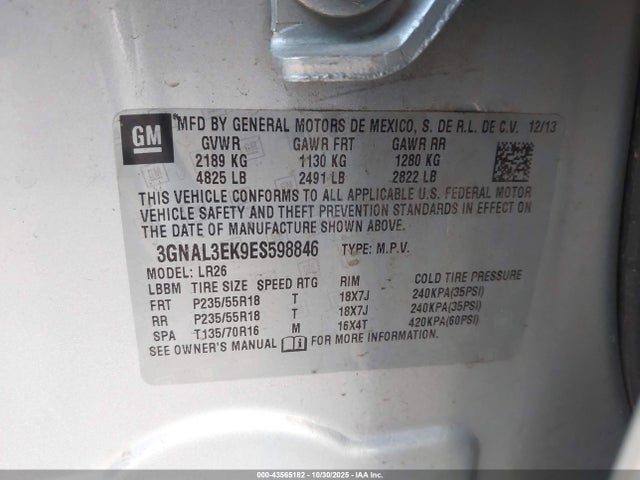 GM MFD BY GENERAL MOTORS DE MEXICO, S. DE R.L. DE C.V. 12/13
GVWR GAWR FRT GAWR RR
2189 KG 1130 KG 1280 KG
4825 LB 2491 LB 2822 LB
THIS VEHICLE CONFORMS TO ALL APPLICABLE U.S. FEDERAL MOTOR
VEHICLE SAFETY AND THEFT PREVENTION STANDARDS IN EFFECT ON
THE DATE OF MANUFACTURE SHOWN ABOVE.
3GNAL3EK9ES598846 TYPE: M.P.V.
MODEL: LR26
LBBM TIRE SIZE SPEED RTG RIM COLD TIRE PRESSURE
FRT P235/55R18 T 18X7J 240KPA(35PSI)
RR P235/55R18 T 18X7J 240KPA(35PSI)
SPA T135/70R16 M 16X4T 420KPA(60PSI)
SEE OWNER'S MANUAL FOR MORE INFORMATION.
000-43565182 | 10/30/2025 - IAA Inc.